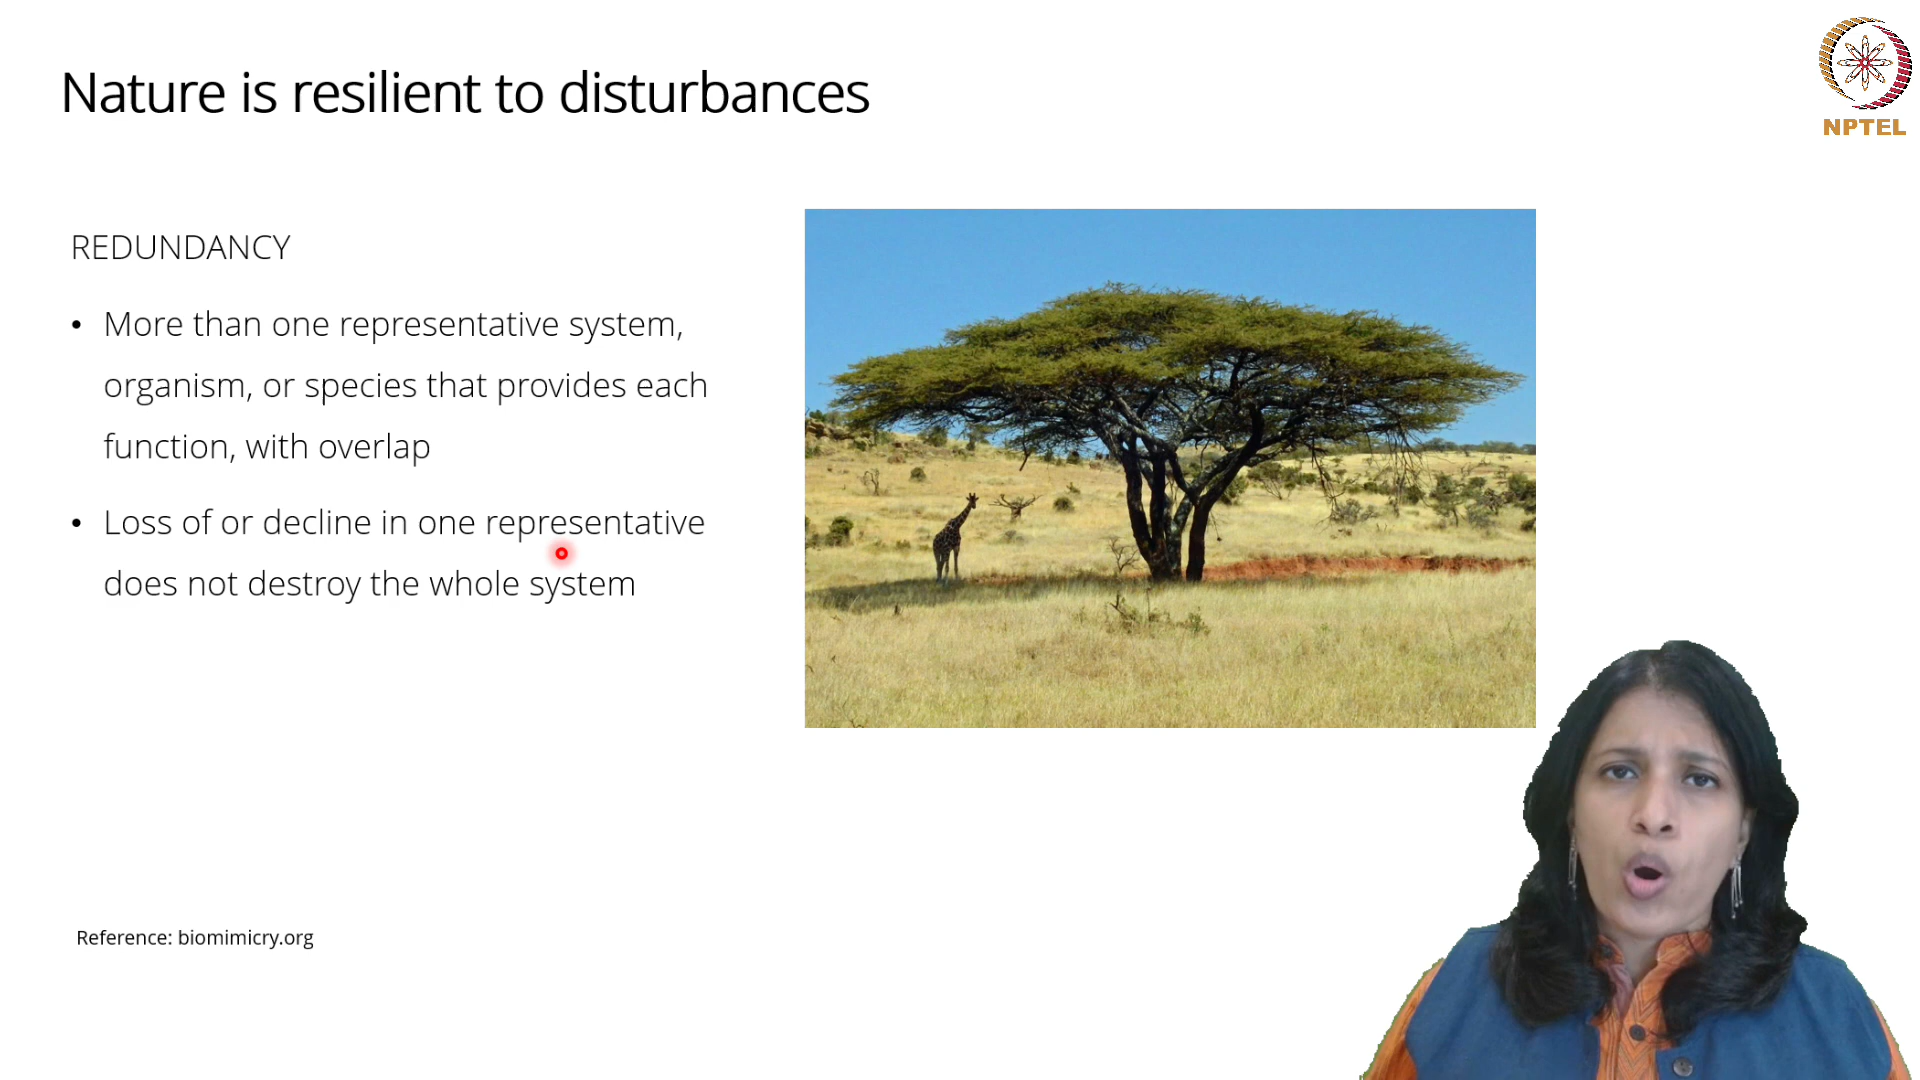 Nature is resilient to disturbances
NPTEL
REDUNDANCY
• More than one representative system,
organism, or species that provides each
function, with overlap
• Loss of or decline in one representative
does not destroy the whole system
Reference: biomimicry.org